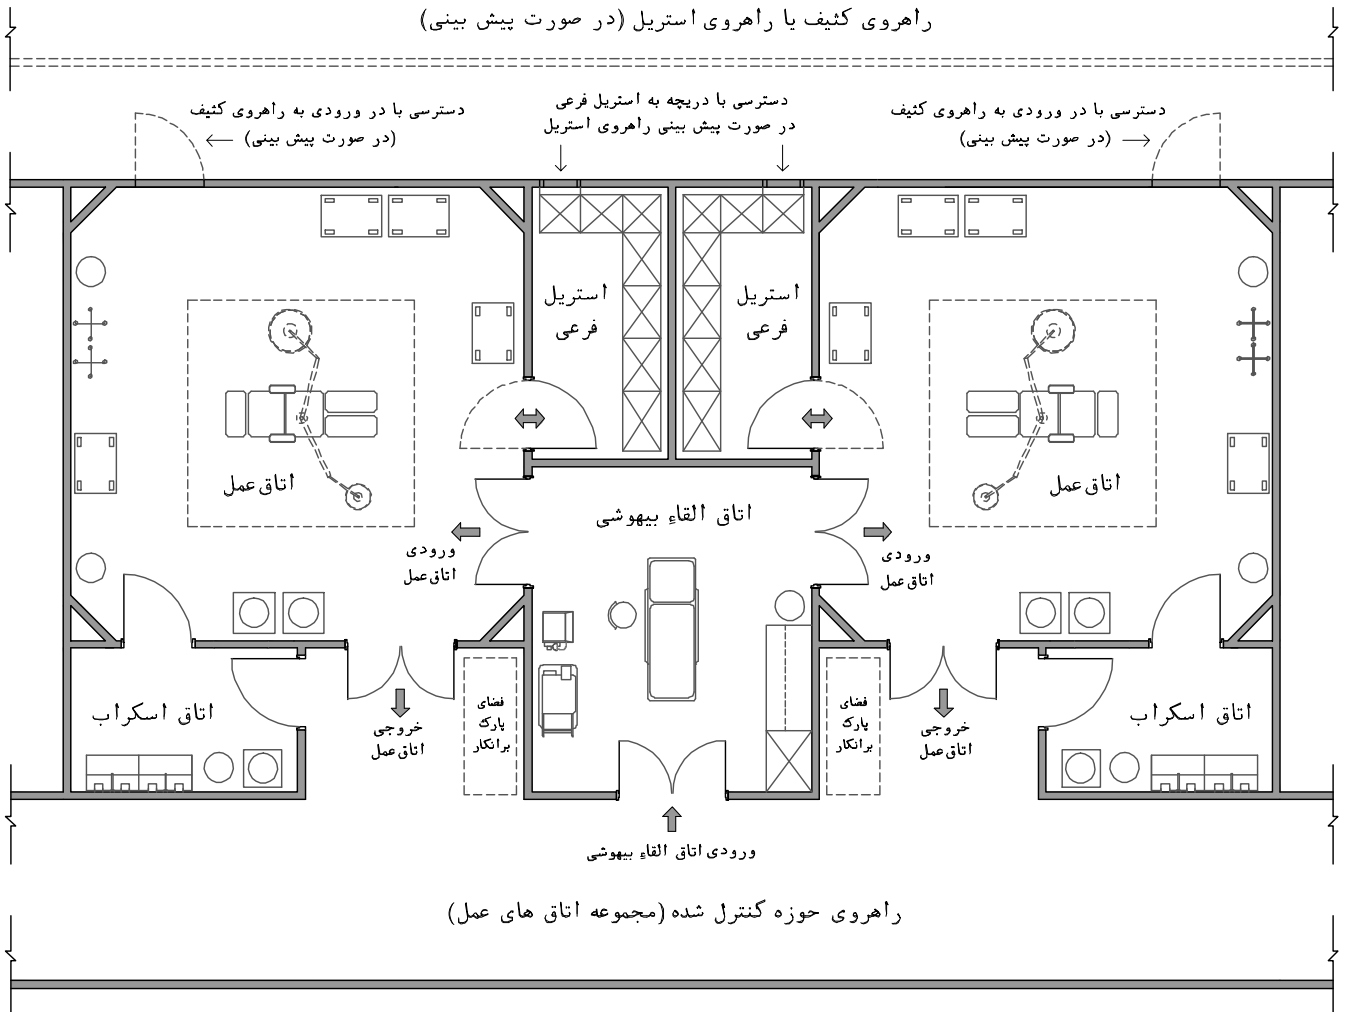 راهروی کثیف یا راهروی استریل (در صورت پیش بینی)
دسترسی با دریچه به استریل فرعی
در صورت پیش بینی راهروی استریل
دسترسی با در ورودی به راهروی کثیف
(در صورت پیش بینی)
دسترسی با در ورودی به راهروی کثیف
(در صورت پیش بینی)
استریل
فرعی
استریل
فرعی
اتاق عمل
اتاق عمل
اتاق القاء بیهوشی
ورودی
اتاق عمل
ورودی
اتاق عمل
اتاق اسکراب
خروجی
اتاق عمل
فضای
پارک
برانکار
فضای
پارک
برانکار
خروجی
اتاق عمل
اتاق اسکراب
ورودی اتاق القاء بیهوشی
راهروی حوزه کنترل شده (مجموعه اتاق های عمل)